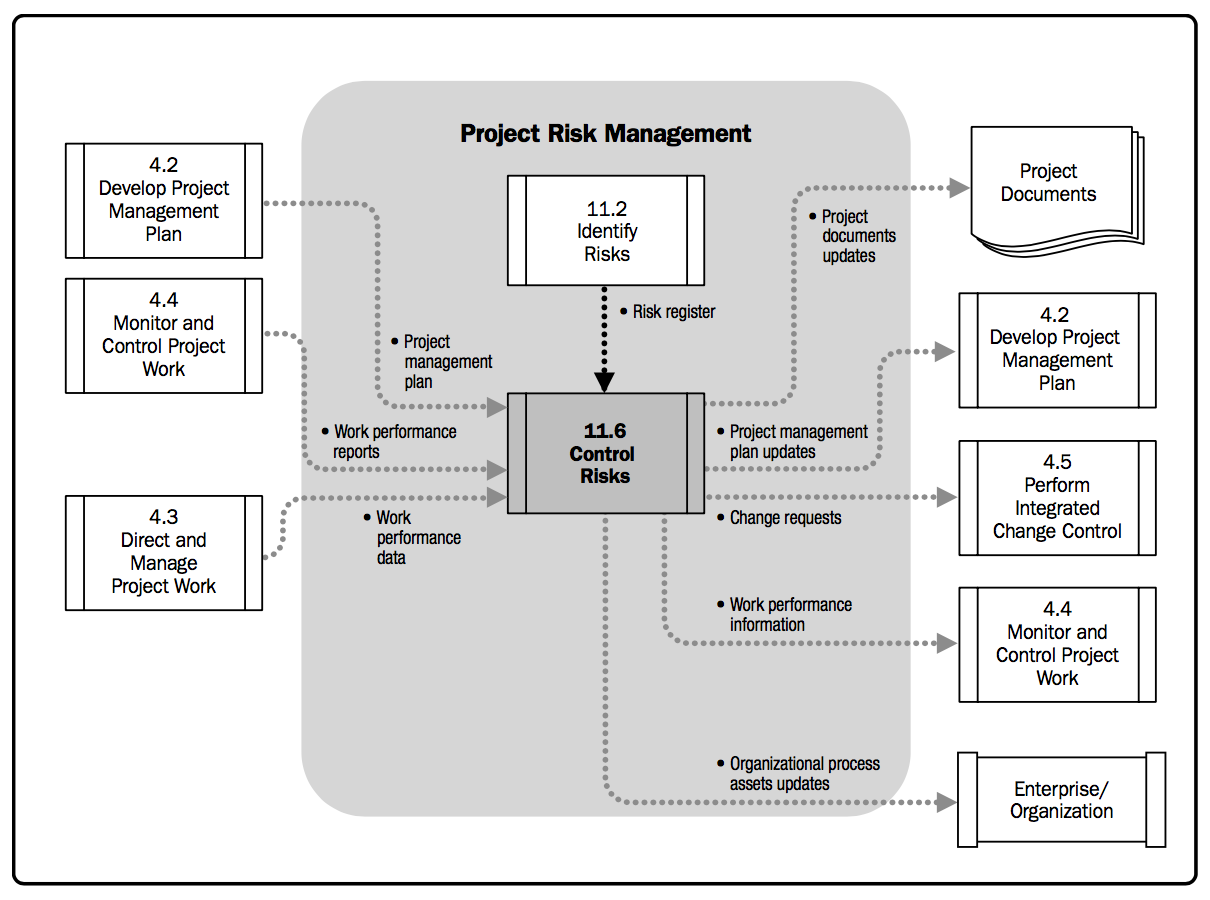 Project Risk Management
4.2
Develop Project
Management
Plan
4.4
Monitor and
Control Project
Work
4.3
Direct and
Manage
Project Work
11.2
Identify
Risks
• Risk register
• Project
management
plan
• Work performance
reports
• Work
performance
data
11.6
Control
Risks
• Project
documents
updates
• Project management
plan updates
• Change requests
• Work performance
information
• Organizational process
assets updates
Project
Documents
4.2
Develop Project
Management
Plan
4.5
Perform
Integrated
Change Control
4.4
Monitor and
Control Project
Work
Enterprise/
Organization